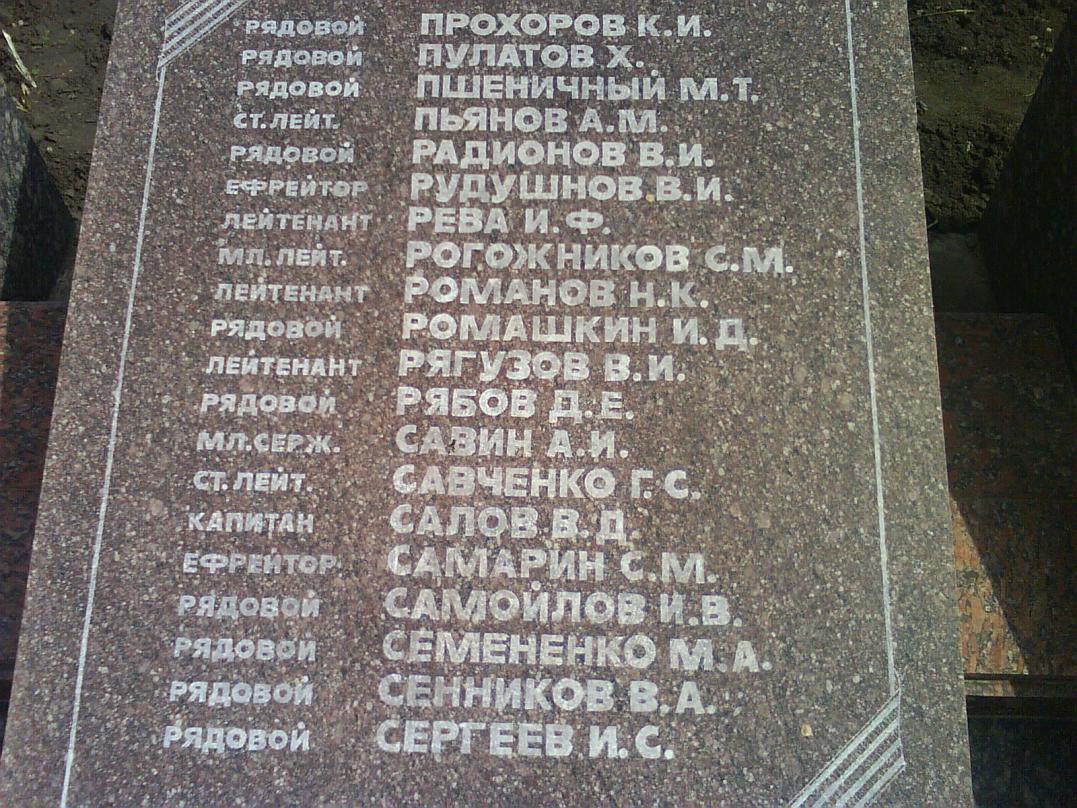 РЯДОВОЙ ПРОХОРОВ К.И.
РЯДОВОЙ ПУЛАТОВ Х.
РЯДОВОЙ ПШЕНИЧНЫЙ М.Т.
СТ.ЛЕЙТ. ПЬЯНОВ А.М.
РЯДОВОЙ РАДИОНОВ В.И.
ЕФРЕЙТОР РУДУШНОВ В.И.
ЛЕЙТЕНАНТ РЕВА И.Ф.
МЛ.ЛЕЙТ. РОГОЖНИКОВ С.М.
ЛЕЙТЕНАНТ РОМАНОВ Н.К.
РЯДОВОЙ РОМАШКИН И.Д.
ЛЕЙТЕНАНТ РЯГУЗОВ В.И.
РЯДОВОЙ РЯБОВ Д.Е.
МЛ.СЕРЖ. САВИН А.И.
СТ.ЛЕЙТ. САВЧЕНКО Г.С.
КАПИТАН САЛОВ В.Д.
ЕФРЕЙТОР САМАРИН С.М.
РЯДОВОЙ САМОЙЛОВ И.В.
РЯДОВОЙ СЕМЕНЕНКО М.А.
РЯДОВОЙ СЕННИКОВ В.А.
РЯДОВОЙ СЕРГЕЕВ И.С.